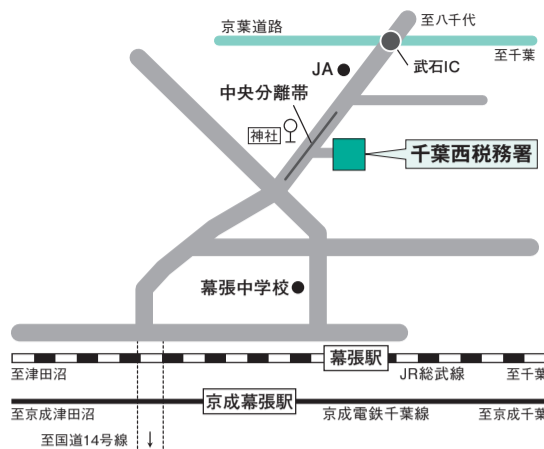 至八千代
京葉道路
武石IC
至千葉
JA
中央分離帯
神社
千葉西税務署
幕張中学校
幕張駅
至津田沼
JR総武線
至千葉
京成幕張駅
至京成津田沼
京成電鉄千葉線
至京成千葉
至国道14号線
↓